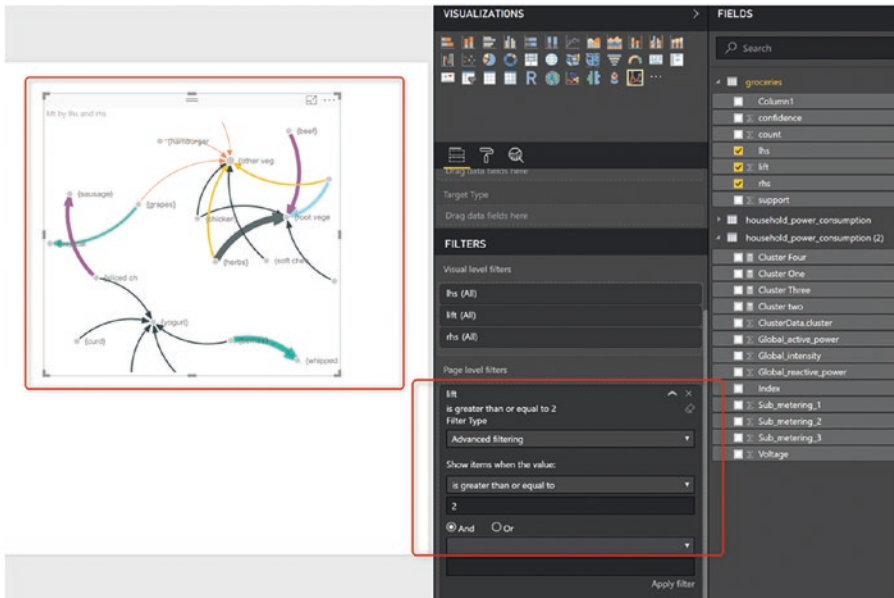 lift by lhs and rhs
{hamburger
{beef}
{other veg
{sausage}
{grapes}
{chicken
{root vege
{herbs}
{soft che
{sliced ch
{yogurt}
{curd}
{whipped
VISUALIZATIONS
R
Drag data fields here
Target Type
Drag data fields here
FILTERS
Visual level filters
lhs (All)
lift (All)
rhs (All)
Page level filters
lift
is greater than or equal to 2
Filter Type
Advanced filtering
Show items when the value:
is greater than or equal to
2
And Or
Apply filter
FIELDS
Search
groceries
Column1
confidence
count
lhs
lift
rhs
support
household_power_consumption
household_power_consumption (2)
Cluster Four
Cluster One
Cluster Three
Cluster two
ClusterData.cluster
Global_active_power
Global_intensity
Global_reactive_power
Index
Sub_metering_1
Sub_metering_2
Sub_metering_3
Voltage